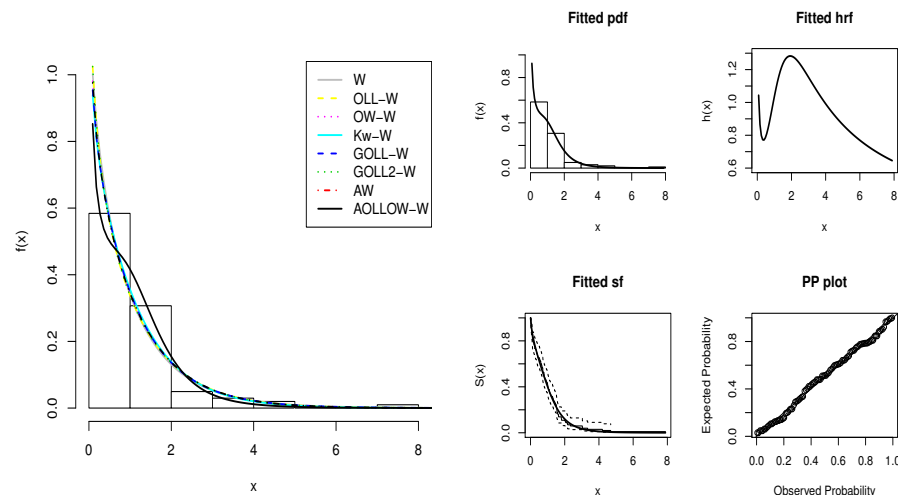 f(x)
1.0
0.8
0.6
0.4
0.2
0.0
0 2 4 6 8
x
W
OLL-W
OW-W
Kw-W
GOLL-W
GOLL2-W
AW
AOLLOW-W
Fitted pdf
f(x)
0.8
0.4
0.0
0 2 4 6 8
x
Fitted hrf
h(x)
1.2
1.0
0.8
0.6
0 2 4 6 8
x
Fitted sf
S(x)
0.8
0.4
0.0
0 2 4 6 8
x
PP plot
Expected Probability
0.8
0.4
0.0
0.0 0.2 0.4 0.6 0.8 1.0
Observed Probability